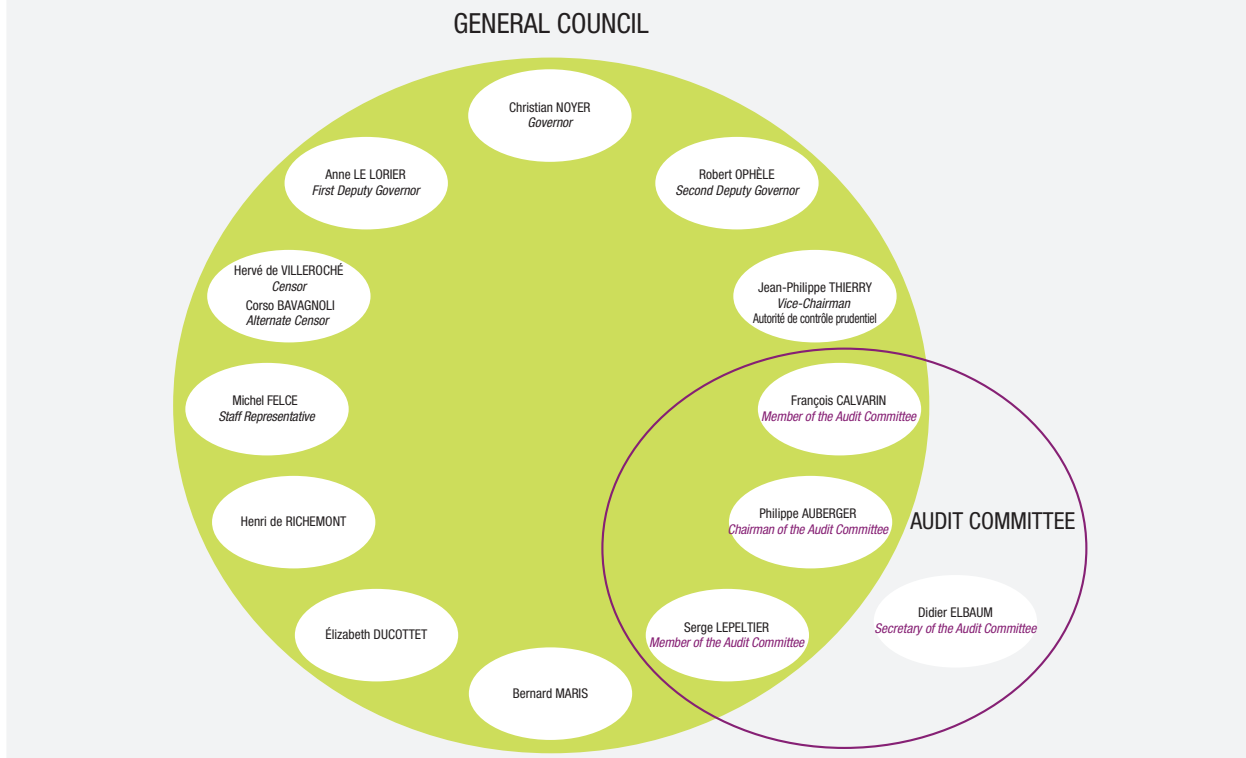 GENERAL COUNCIL
Christian NOYER
Governor
Anne LE LORIER
First Deputy Governor
Robert OPHÈLE
Second Deputy Governor
Hervé de VILLEROCHÉ
Censor
Corso BAVAGNOLI
Alternate Censor
Jean-Philippe THIERRY
Vice-Chairman
Autorité de contrôle prudentiel
Michel FELCE
Staff Representative
François CALVARIN
Member of the Audit Committee
Henri de RICHEMONT
Philippe AUBERGER
Chairman of the Audit Committee
AUDIT COMMITTEE
Élizabeth DUCOTTET
Serge LEPELTIER
Member of the Audit Committee
Didier ELBAUM
Secretary of the Audit Committee
Bernard MARIS